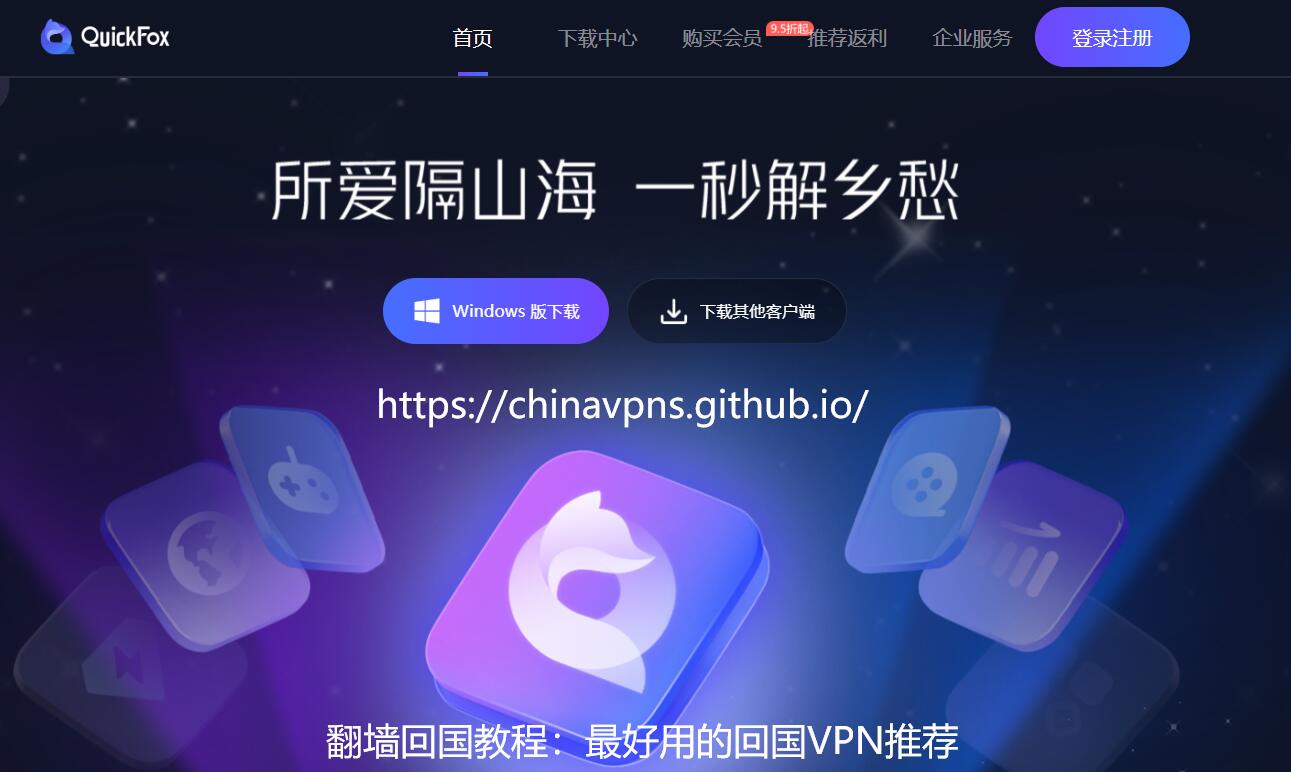 QuickFox
首页
下载中心
购买会员
9.5折起
推荐返利
企业服务
登录注册
所爱隔山海 一秒解乡愁
Windows 版下载
下载其他客户端
https://chinavpns.github.io/
翻墙回国教程：最好用的回国VPN推荐